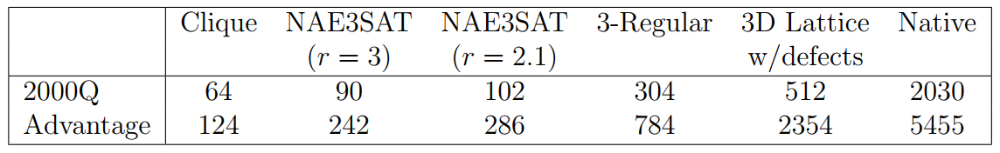 Clique NAE3SAT NAE3SAT 3-Regular 3D Lattice Native
(r = 3) (r = 2.1) w/defects
2000Q 64 90 102 304 512 2030
Advantage 124 242 286 784 2354 5455